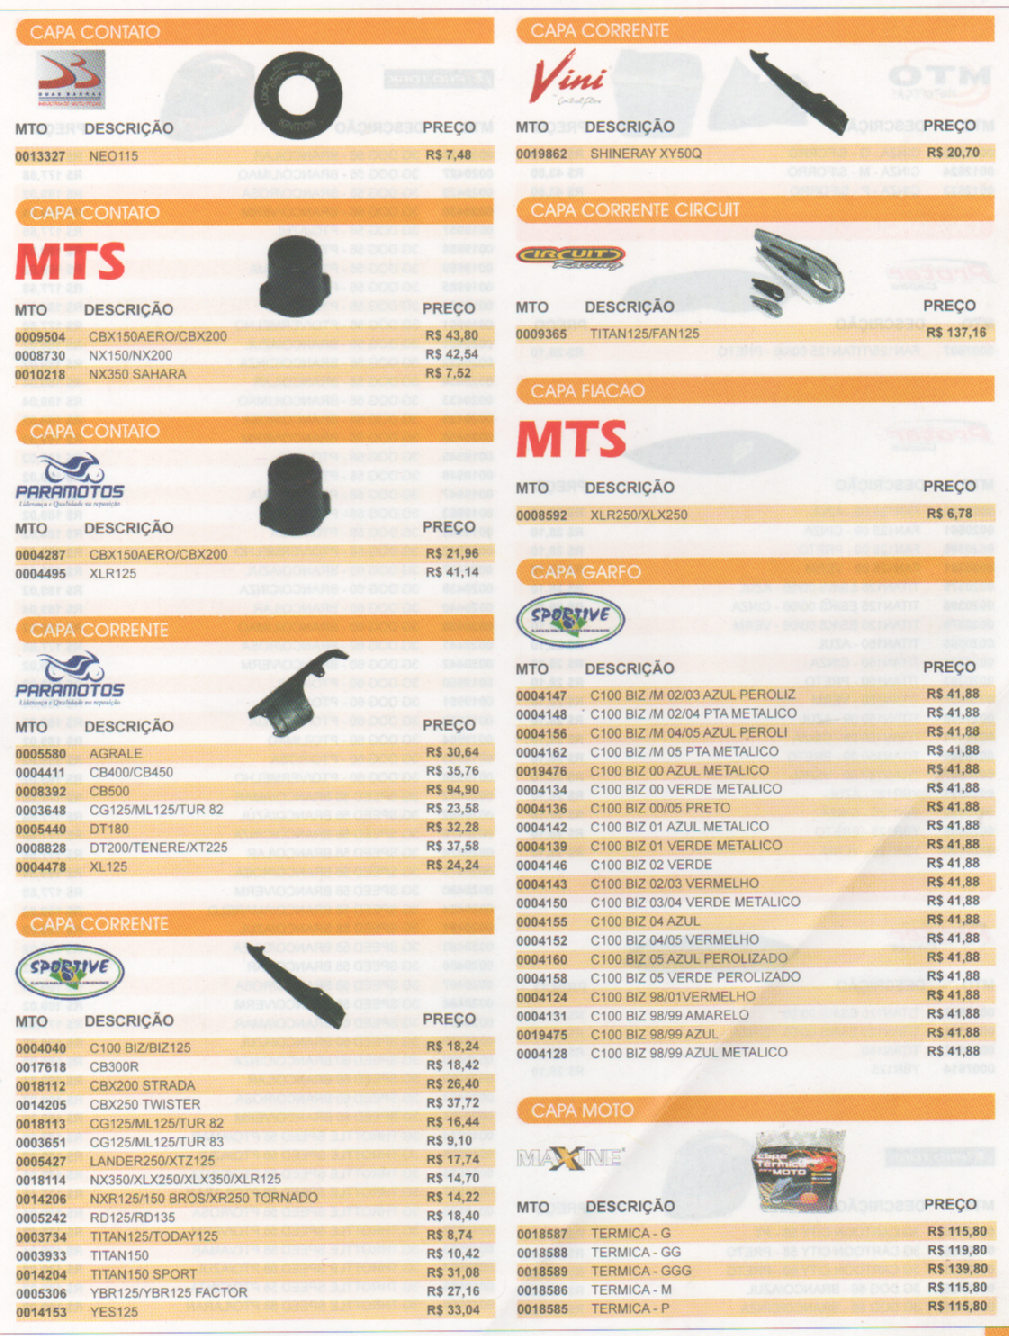 CAPA CONTATO
DUAS BARRAS
LOCK OFF ON
IGNITION
MTO DESCRIÇÃO PREÇO
0013327 NEO115 R$ 7,48
CAPA CONTATO
MTS
MTO DESCRIÇÃO PREÇO
0009504 CBX150AERO/CBX200 R$ 43,80
0008730 NX150/NX200 R$ 42,54
0010218 NX350 SAHARA R$ 7,52
CAPA CONTATO
PARAMOTOS
Liderança e Qualidade na reposição
MTO DESCRIÇÃO PREÇO
0004287 CBX150AERO/CBX200 R$ 21,96
0004495 XLR125 R$ 41,14
CAPA CORRENTE
PARAMOTOS
Liderança e Qualidade na reposição
MTO DESCRIÇÃO PREÇO
0005580 AGRALE R$ 30,64
0004411 CB400/CB450 R$ 35,76
0008392 CB500 R$ 94,90
0003648 CG125/ML125/TUR 82 R$ 23,58
0005440 DT180 R$ 32,28
0008828 DT200/TENERE/XT225 R$ 37,58
0004478 XL125 R$ 24,24
CAPA CORRENTE
SPORTIVE
MTO DESCRIÇÃO PREÇO
0004040 C100 BIZ/BIZ125 R$ 18,24
0017618 CB300R R$ 18,42
0018112 CBX200 STRADA R$ 26,40
0014205 CBX250 TWISTER R$ 37,72
0018113 CG125/ML125/TUR 82 R$ 16,44
0003651 CG125/ML125/TUR 83 R$ 9,10
0005427 LANDER250/XTZ125 R$ 17,74
0018114 NX350/XLX250/XLX350/XLR125 R$ 14,70
0014206 NXR125/150 BROS/XR250 TORNADO R$ 14,22
0005242 RD125/RD135 R$ 18,40
0003734 TITAN125/TODAY125 R$ 8,74
0003933 TITAN150 R$ 10,42
0014204 TITAN150 SPORT R$ 31,08
0005306 YBR125/YBR125 FACTOR R$ 27,16
0014153 YES125 R$ 33,04
CAPA CORRENTE
Vini
MTO DESCRIÇÃO PREÇO
0019862 SHINERAY XY50Q R$ 20,70
CAPA CORRENTE CIRCUIT
CIRCUIT
Racing
MTO DESCRIÇÃO PREÇO
0009365 TITAN125/FAN125 R$ 137,16
CAPA FIACAO
MTS
MTO DESCRIÇÃO PREÇO
0008592 XLR250/XLX250 R$ 6,78
CAPA GARFO
SPORTIVE
MTO DESCRIÇÃO PREÇO
0004147 C100 BIZ /M 02/03 AZUL PEROLIZ R$ 41,88
0004148 C100 BIZ /M 02/04 PTA METALICO R$ 41,88
0004156 C100 BIZ /M 04/05 AZUL PEROLI R$ 41,88
0004162 C100 BIZ /M 05 PTA METALICO R$ 41,88
0019476 C100 BIZ 00 AZUL METALICO R$ 41,88
0004134 C100 BIZ 00 VERDE METALICO R$ 41,88
0004136 C100 BIZ 00/05 PRETO R$ 41,88
0004142 C100 BIZ 01 AZUL METALICO R$ 41,88
0004139 C100 BIZ 01 VERDE METALICO R$ 41,88
0004146 C100 BIZ 02 VERDE R$ 41,88
0004143 C100 BIZ 02/03 VERMELHO R$ 41,88
0004150 C100 BIZ 03/04 VERDE METALICO R$ 41,88
0004155 C100 BIZ 04 AZUL R$ 41,88
0004152 C100 BIZ 04/05 VERMELHO R$ 41,88
0004160 C100 BIZ 05 AZUL PEROLIZADO R$ 41,88
0004158 C100 BIZ 05 VERDE PEROLIZADO R$ 41,88
0004124 C100 BIZ 98/01VERMELHO R$ 41,88
0004131 C100 BIZ 98/99 AMARELO R$ 41,88
0019475 C100 BIZ 98/99 AZUL R$ 41,88
0004128 C100 BIZ 98/99 AZUL METALICO R$ 41,88
CAPA MOTO
MAXINE
Capa
Térmica
MOTO
MTO DESCRIÇÃO PREÇO
0018587 TERMICA - G R$ 115,80
0018588 TERMICA - GG R$ 119,80
0018589 TERMICA - GGG R$ 139,80
0018586 TERMICA - M R$ 115,80
0018585 TERMICA - P R$ 115,80